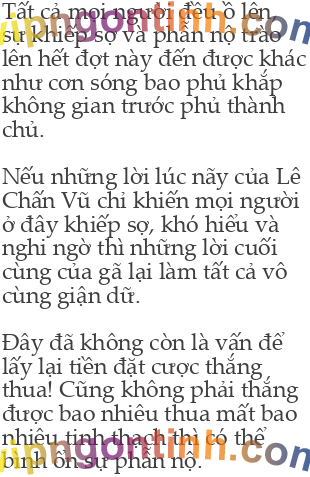 Tất cả mọi người đều ồ lên,
sự khiếp sợ và phẫn nộ trào
lên hết đợt này đến được khác
như cơn sóng bao phủ khắp
không gian trước phủ thành
chủ.

Nếu những lời lúc nãy của Lê
Chấn Vũ chỉ khiến mọi người
ở đây khiếp sợ, khó hiểu và
nghi ngờ thì những lời cuối
cùng của gã lại làm tất cả vô
cùng giận dữ.

Đây đã không còn là vấn để
lấy lại tiền đặt cược thắng
thua! Cũng không phải thắng
được bao nhiêu thua mất bao
nhiêu tinh thạch thì có thể
bình ổn sự phẫn nộ.
vipngontinh.com
vipngontinh.com